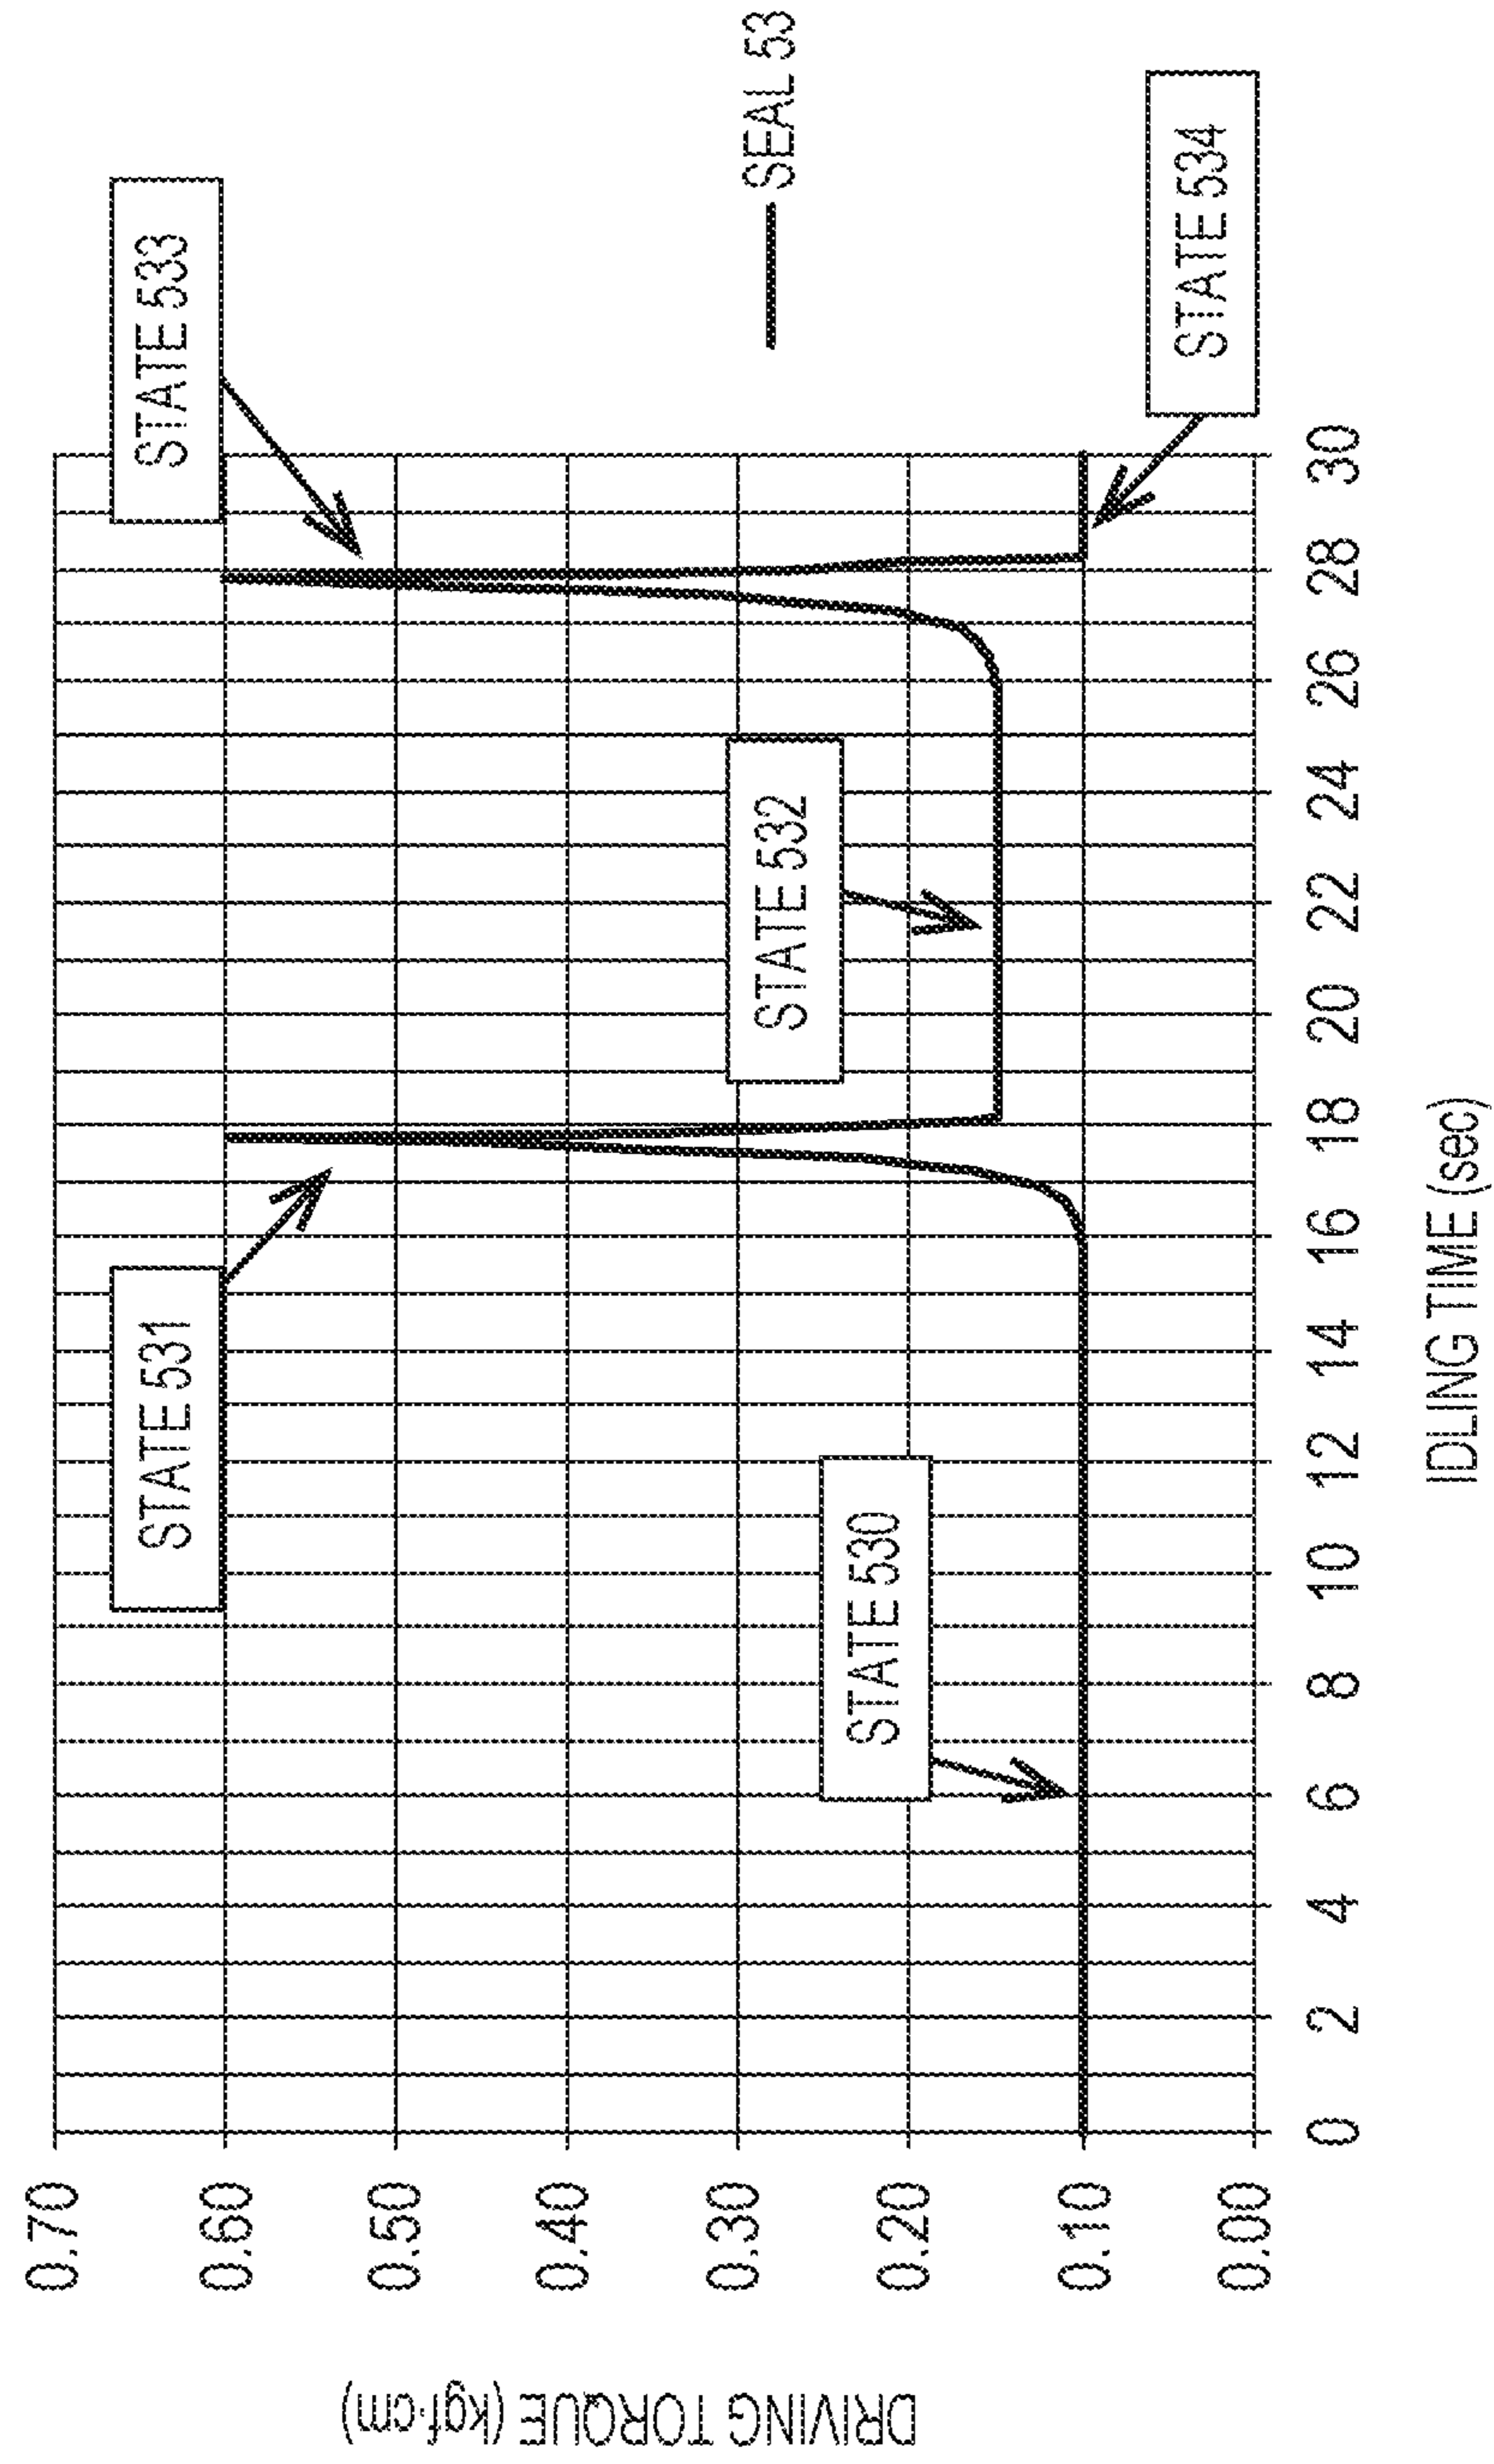 DRIVING TORQUE (kgf·cm)
0.70
0.60
0.50
0.40
0.30
0.20
0.10
0.00
STATE 531
STATE 533
STATE 530
STATE 532
SEAL 53
STATE 534
0 2 4 6 8 10 12 14 16 18 20 22 24 26 28 30
IDLING TIME (sec)